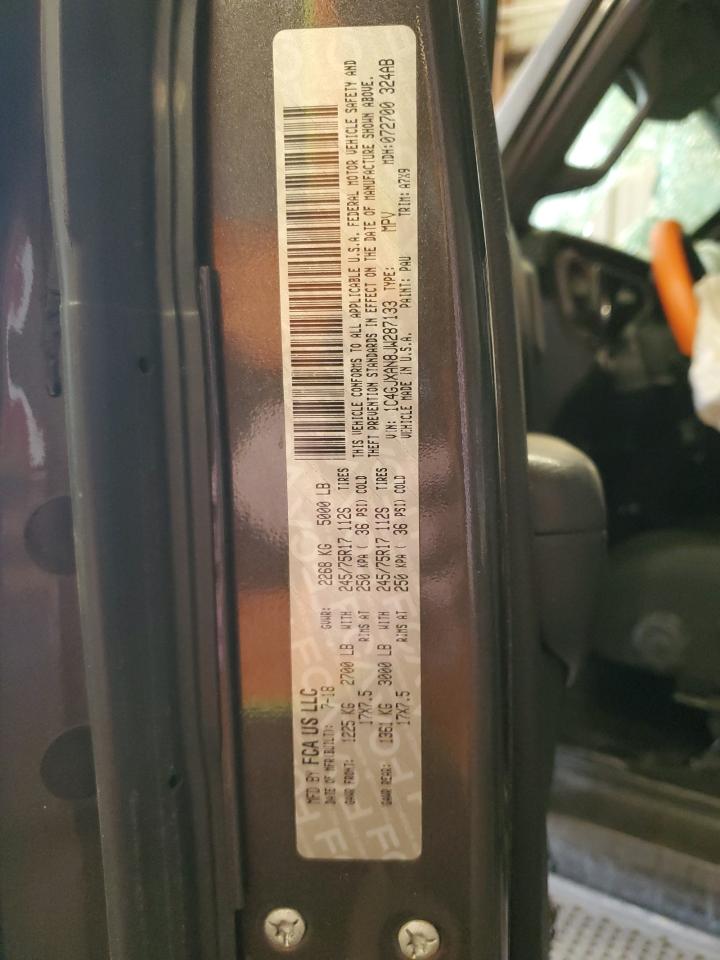 MFD BY FCA US LLC
DATE OF MFR(BUILT): 7-18 GVWR: 2268 KG 5000 LB
GAWR FRONT: 1225 KG 2700 LB WITH 245/75R17 112S TIRES
17X7.5 RIMS AT 250 KPA ( 36 PSI) COLD
GAWR REAR: 1361 KG 3000 LB WITH 245/75R17 112S TIRES
17X7.5 RIMS AT 250 KPA ( 36 PSI) COLD
THIS VEHICLE CONFORMS TO ALL APPLICABLE U.S.A. FEDERAL MOTOR VEHICLE SAFETY AND
THEFT PREVENTION STANDARDS IN EFFECT ON THE DATE OF MANUFACTURE SHOWN ABOVE.
VIN: 1C4GJXAN8JW287133 TYPE: MPV MDH:072700 324AB
VEHICLE MADE IN U.S.A. PAINT: PAU TRIM: A7X9